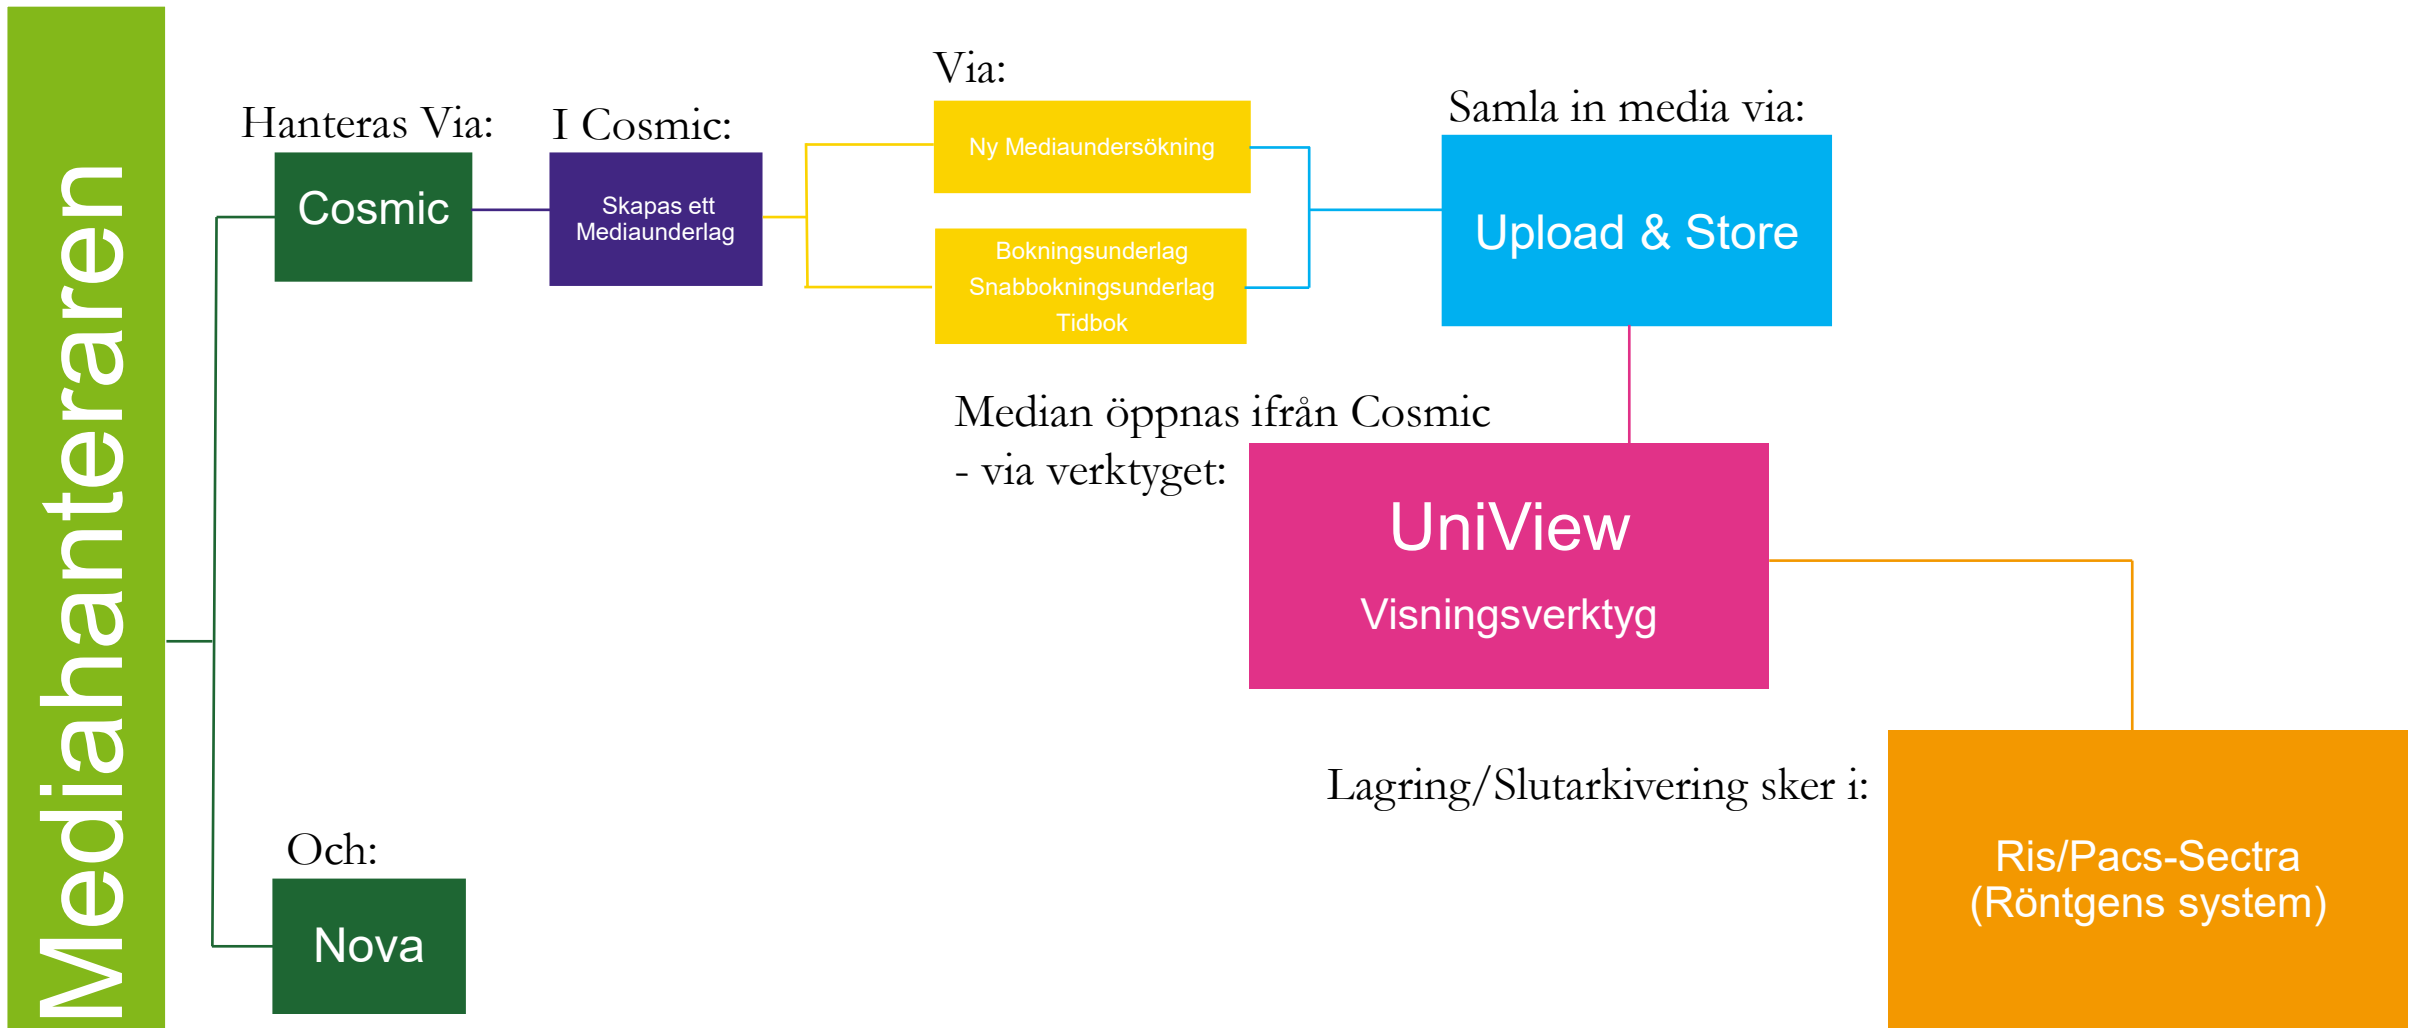 Mediahanteraren
Hanteras Via:
Cosmic
I Cosmic:
Skapas ett
Mediaunderlag
Via:
Ny Mediaundersökning
Bokningsunderlag
Snabbokningsunderlag
Tidbok
Samla in media via:
Upload & Store
Median öppnas ifrån Cosmic
- via verktyget:
UniView
Visningsverktyg
Lagring/Slutarkivering sker i:
Ris/Pacs-Sectra
(Röntgens system)
Och:
Nova